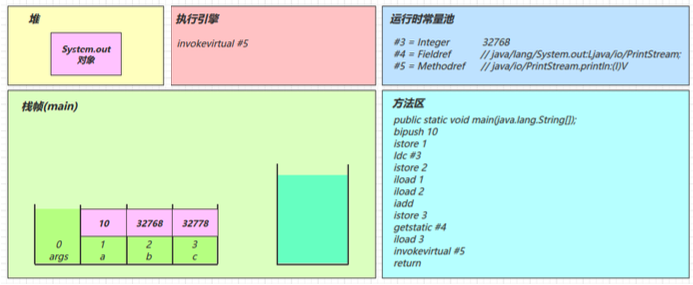 堆
System.out
对象
执行引擎
invokevirtual #5
运行时常量池
#3 = Integer 32768
#4 = Fieldref // java/lang/System.out:Ljava/io/PrintStream;
#5 = Methodref // java/io/PrintStream.println:(I)V
栈帧(main)
10 32768 32778
0 1 2 3
args a b c
方法区
public static void main(java.lang.String[]);
bipush 10
istore 1
ldc #3
istore 2
iload 1
iload 2
iadd
istore 3
getstatic #4
iload 3
invokevirtual #5
return